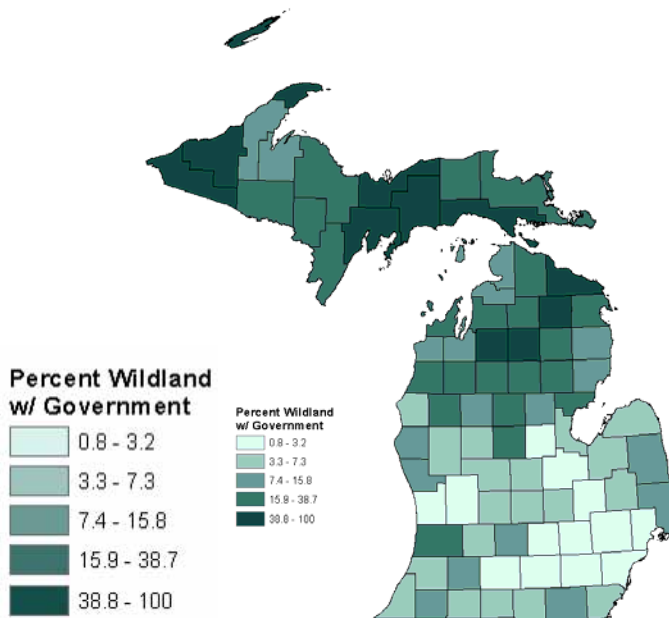 Percent Wildland
w/ Government
0.8 - 3.2
3.3 - 7.3
7.4 - 15.8
15.9 - 38.7
38.8 - 100
Percent Wildland
w/ Government
0.8 - 3.2
3.3 - 7.3
7.4 - 15.8
15.9 - 38.7
38.8 - 100